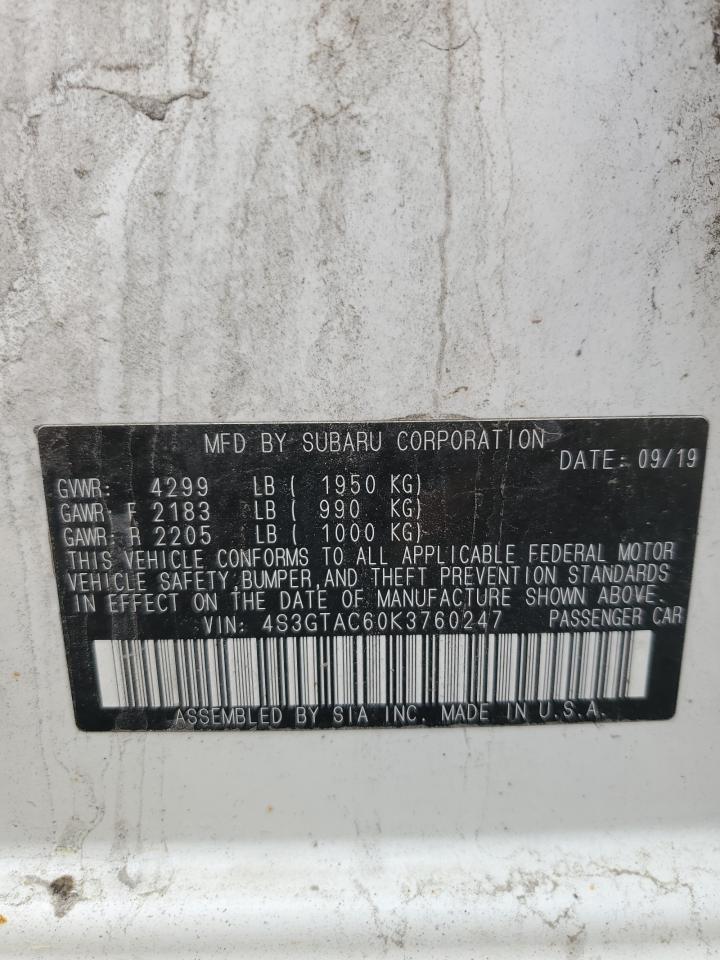 MFD BY SUBARU CORPORATION
DATE: 09/19
GVWR: 4299 LB ( 1950 KG)
GAWR: F 2183 LB ( 990 KG)
GAWR: R 2205 LB ( 1000 KG)
THIS VEHICLE CONFORMS TO ALL APPLICABLE FEDERAL MOTOR
VEHICLE SAFETY,BUMPER,AND THEFT PREVENTION STANDARDS
IN EFFECT ON THE DATE OF MANUFACTURE SHOWN ABOVE.
VIN: 4S3GTAC60K3760247 PASSENGER CAR
ASSEMBLED BY SIA INC. MADE IN U.S.A.